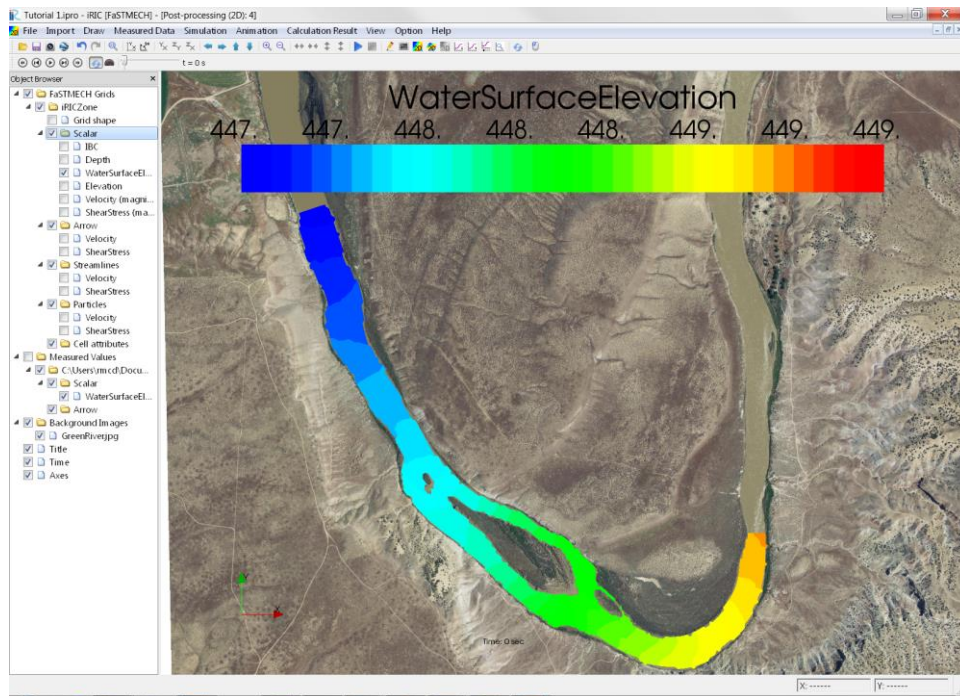 Tutorial 1.ipro - iRIC [FaSTMECH] - [Post-processing (2D): 4]
File Import Draw Measured Data Simulation Animation Calculation Result View Option Help
t = 0 s
Object Browser
FaSTMECH Grids
iRICZone
Grid shape
Scalar
IBC
Depth
WaterSurfaceEl...
Elevation
Velocity (magni...
ShearStress (ma...
Arrow
Velocity
ShearStress
Streamlines
Velocity
ShearStress
Particles
Velocity
ShearStress
Cell attributes
Measured Values
C:\Users\rmcd\Docu...
Scalar
WaterSurfaceEl...
Arrow
Background Images
GreenRiver.jpg
Title
Time
Axes
WaterSurfaceElevation
447. 447. 448. 448. 448. 449. 449. 449.
Time: 0 sec
X: ------ Y: ------